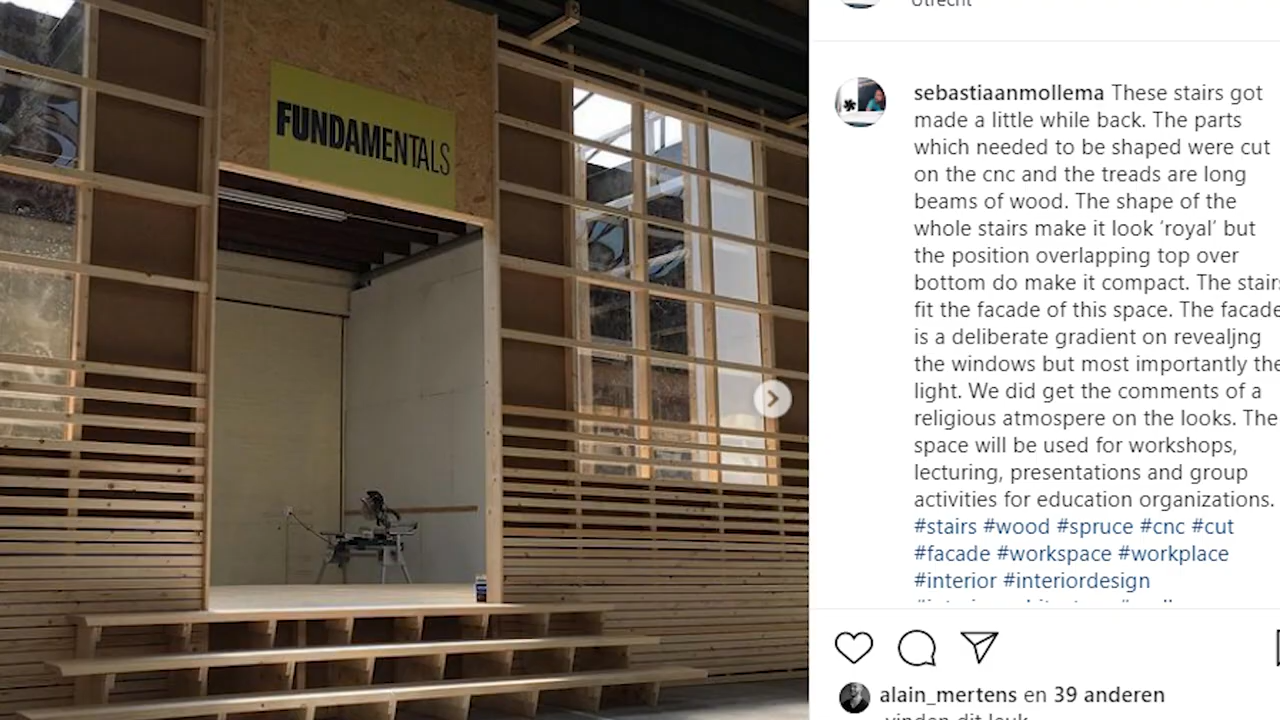 FUNDAMENTALS
Utrecht
sebastiaanmollema These stairs got
made a little while back. The parts
which needed to be shaped were cut
on the cnc and the treads are long
beams of wood. The shape of the
whole stairs make it look ‘royal’ but
the position overlapping top over
bottom do make it compact. The stairs
fit the facade of this space. The facade
is a deliberate gradient on revealjng
the windows but most importantly the
light. We did get the comments of a
religious atmospere on the looks. The
space will be used for workshops,
lecturing, presentations and group
activities for education organizations.
#stairs #wood #spruce #cnc #cut
#facade #workspace #workplace
#interior #interiordesign
alain_mertens en 39 anderen
vinden dit leuk